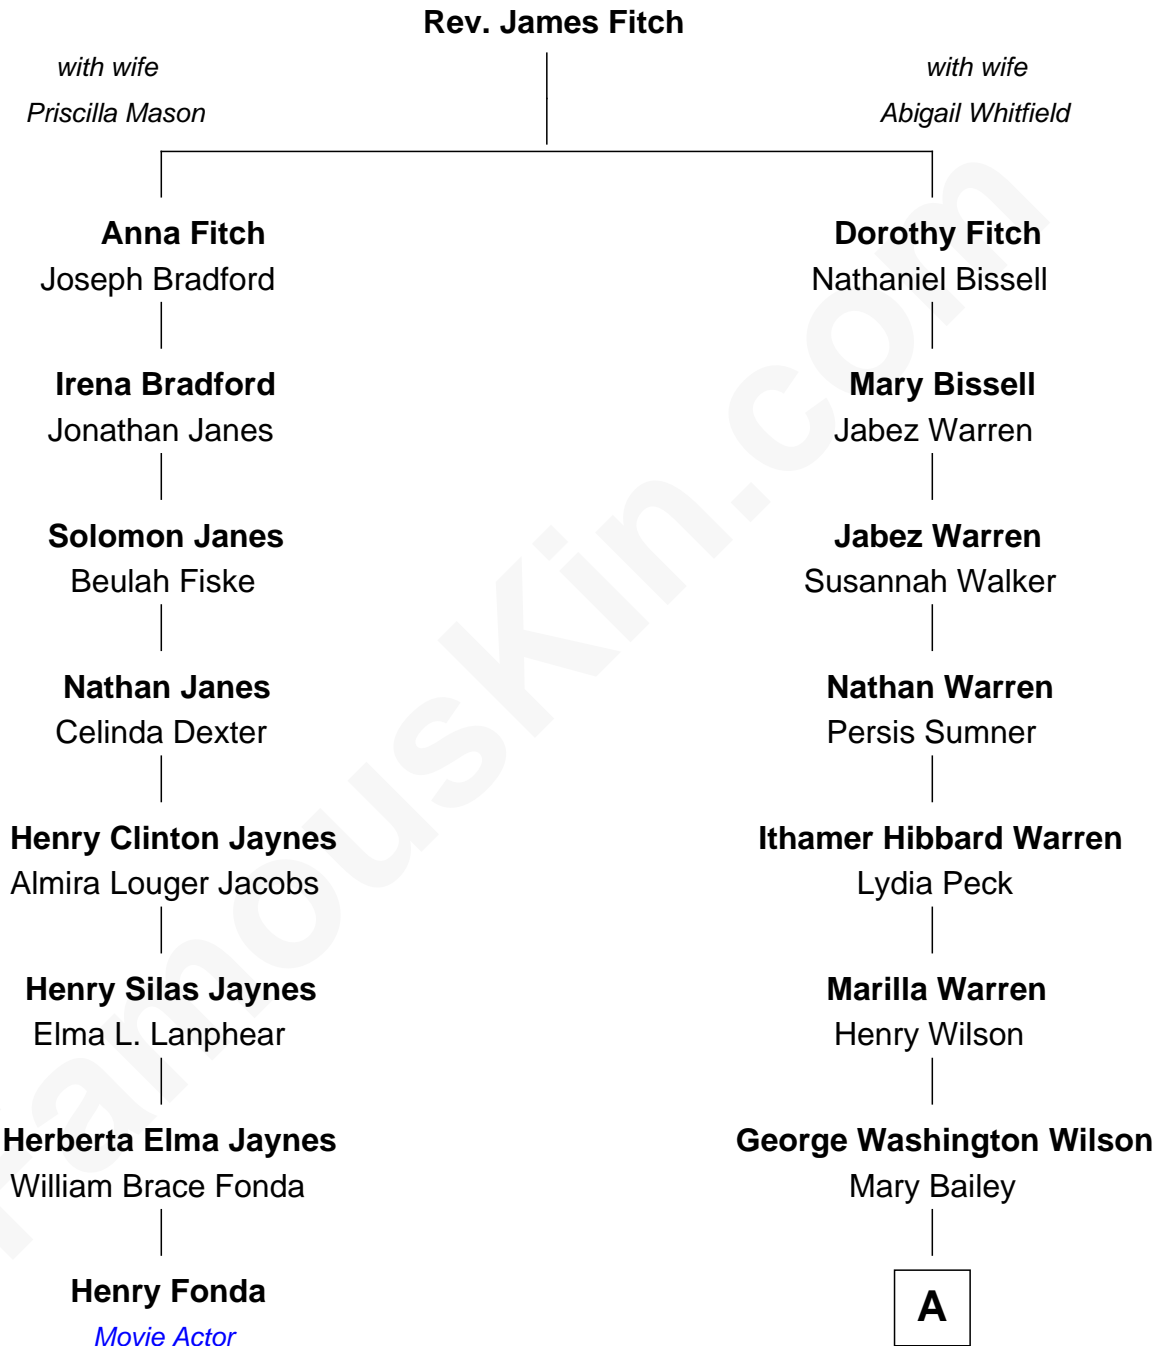 Rev. James Fitch
with wife
Priscilla Mason
with wife
Abigail Whitfield
Anna Fitch
Joseph Bradford
Dorothy Fitch
Nathaniel Bissell
Irena Bradford
Jonathan Janes
Mary Bissell
Jabez Warren
Solomon Janes
Beulah Fiske
Jabez Warren
Susannah Walker
Nathan Janes
Celinda Dexter
Nathan Warren
Persis Sumner
Henry Clinton Jaynes
Almira Louger Jacobs
Ithamer Hibbard Warren
Lydia Peck
Henry Silas Jaynes
Elma L. Lanphear
Marilla Warren
Henry Wilson
Herberta Elma Jaynes
William Brace Fonda
George Washington Wilson
Mary Bailey
Henry Fonda
Movie Actor
A
FamousKin.com